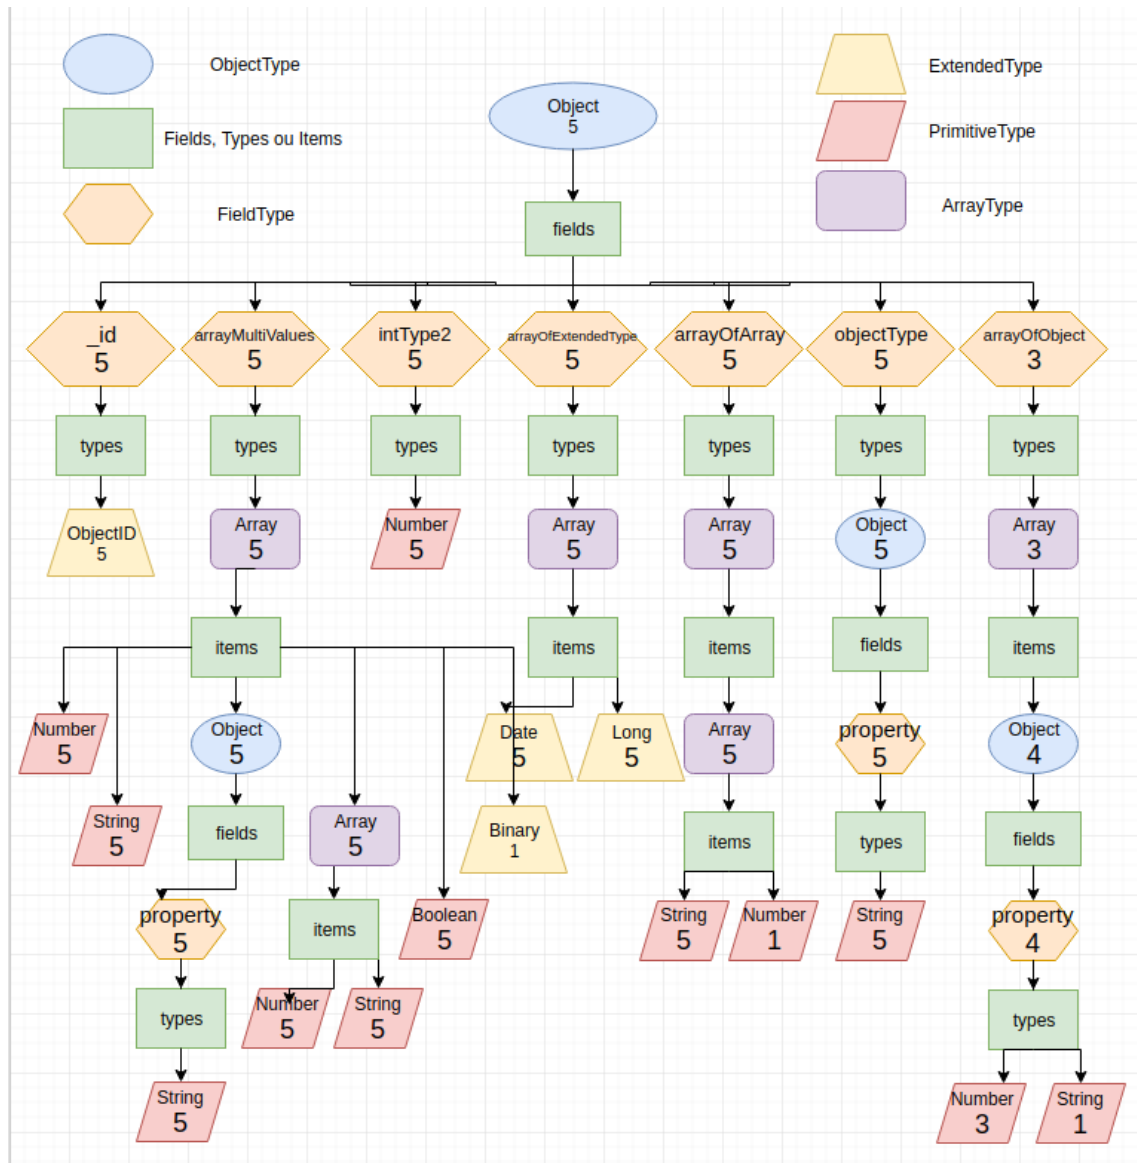 ObjectType
ExtendedType
Object
5
Fields, Types ou Items
PrimitiveType
FieldType
ArrayType
fields
_id
5
arrayMultiValues
5
intType2
5
arrayOfExtendedType
5
arrayOfArray
5
objectType
5
arrayOfObject
3
types
types
types
types
types
types
types
ObjectID
5
Array
5
Number
5
Array
5
Array
5
Object
5
Array
3
items
items
items
fields
items
Number
5
Object
5
Date
5
Long
5
Array
5
property
5
Object
4
String
5
fields
Array
5
Binary
1
items
types
fields
property
5
items
Boolean
5
String
5
Number
1
String
5
property
4
types
Number
5
String
5
types
String
5
Number
3
String
1